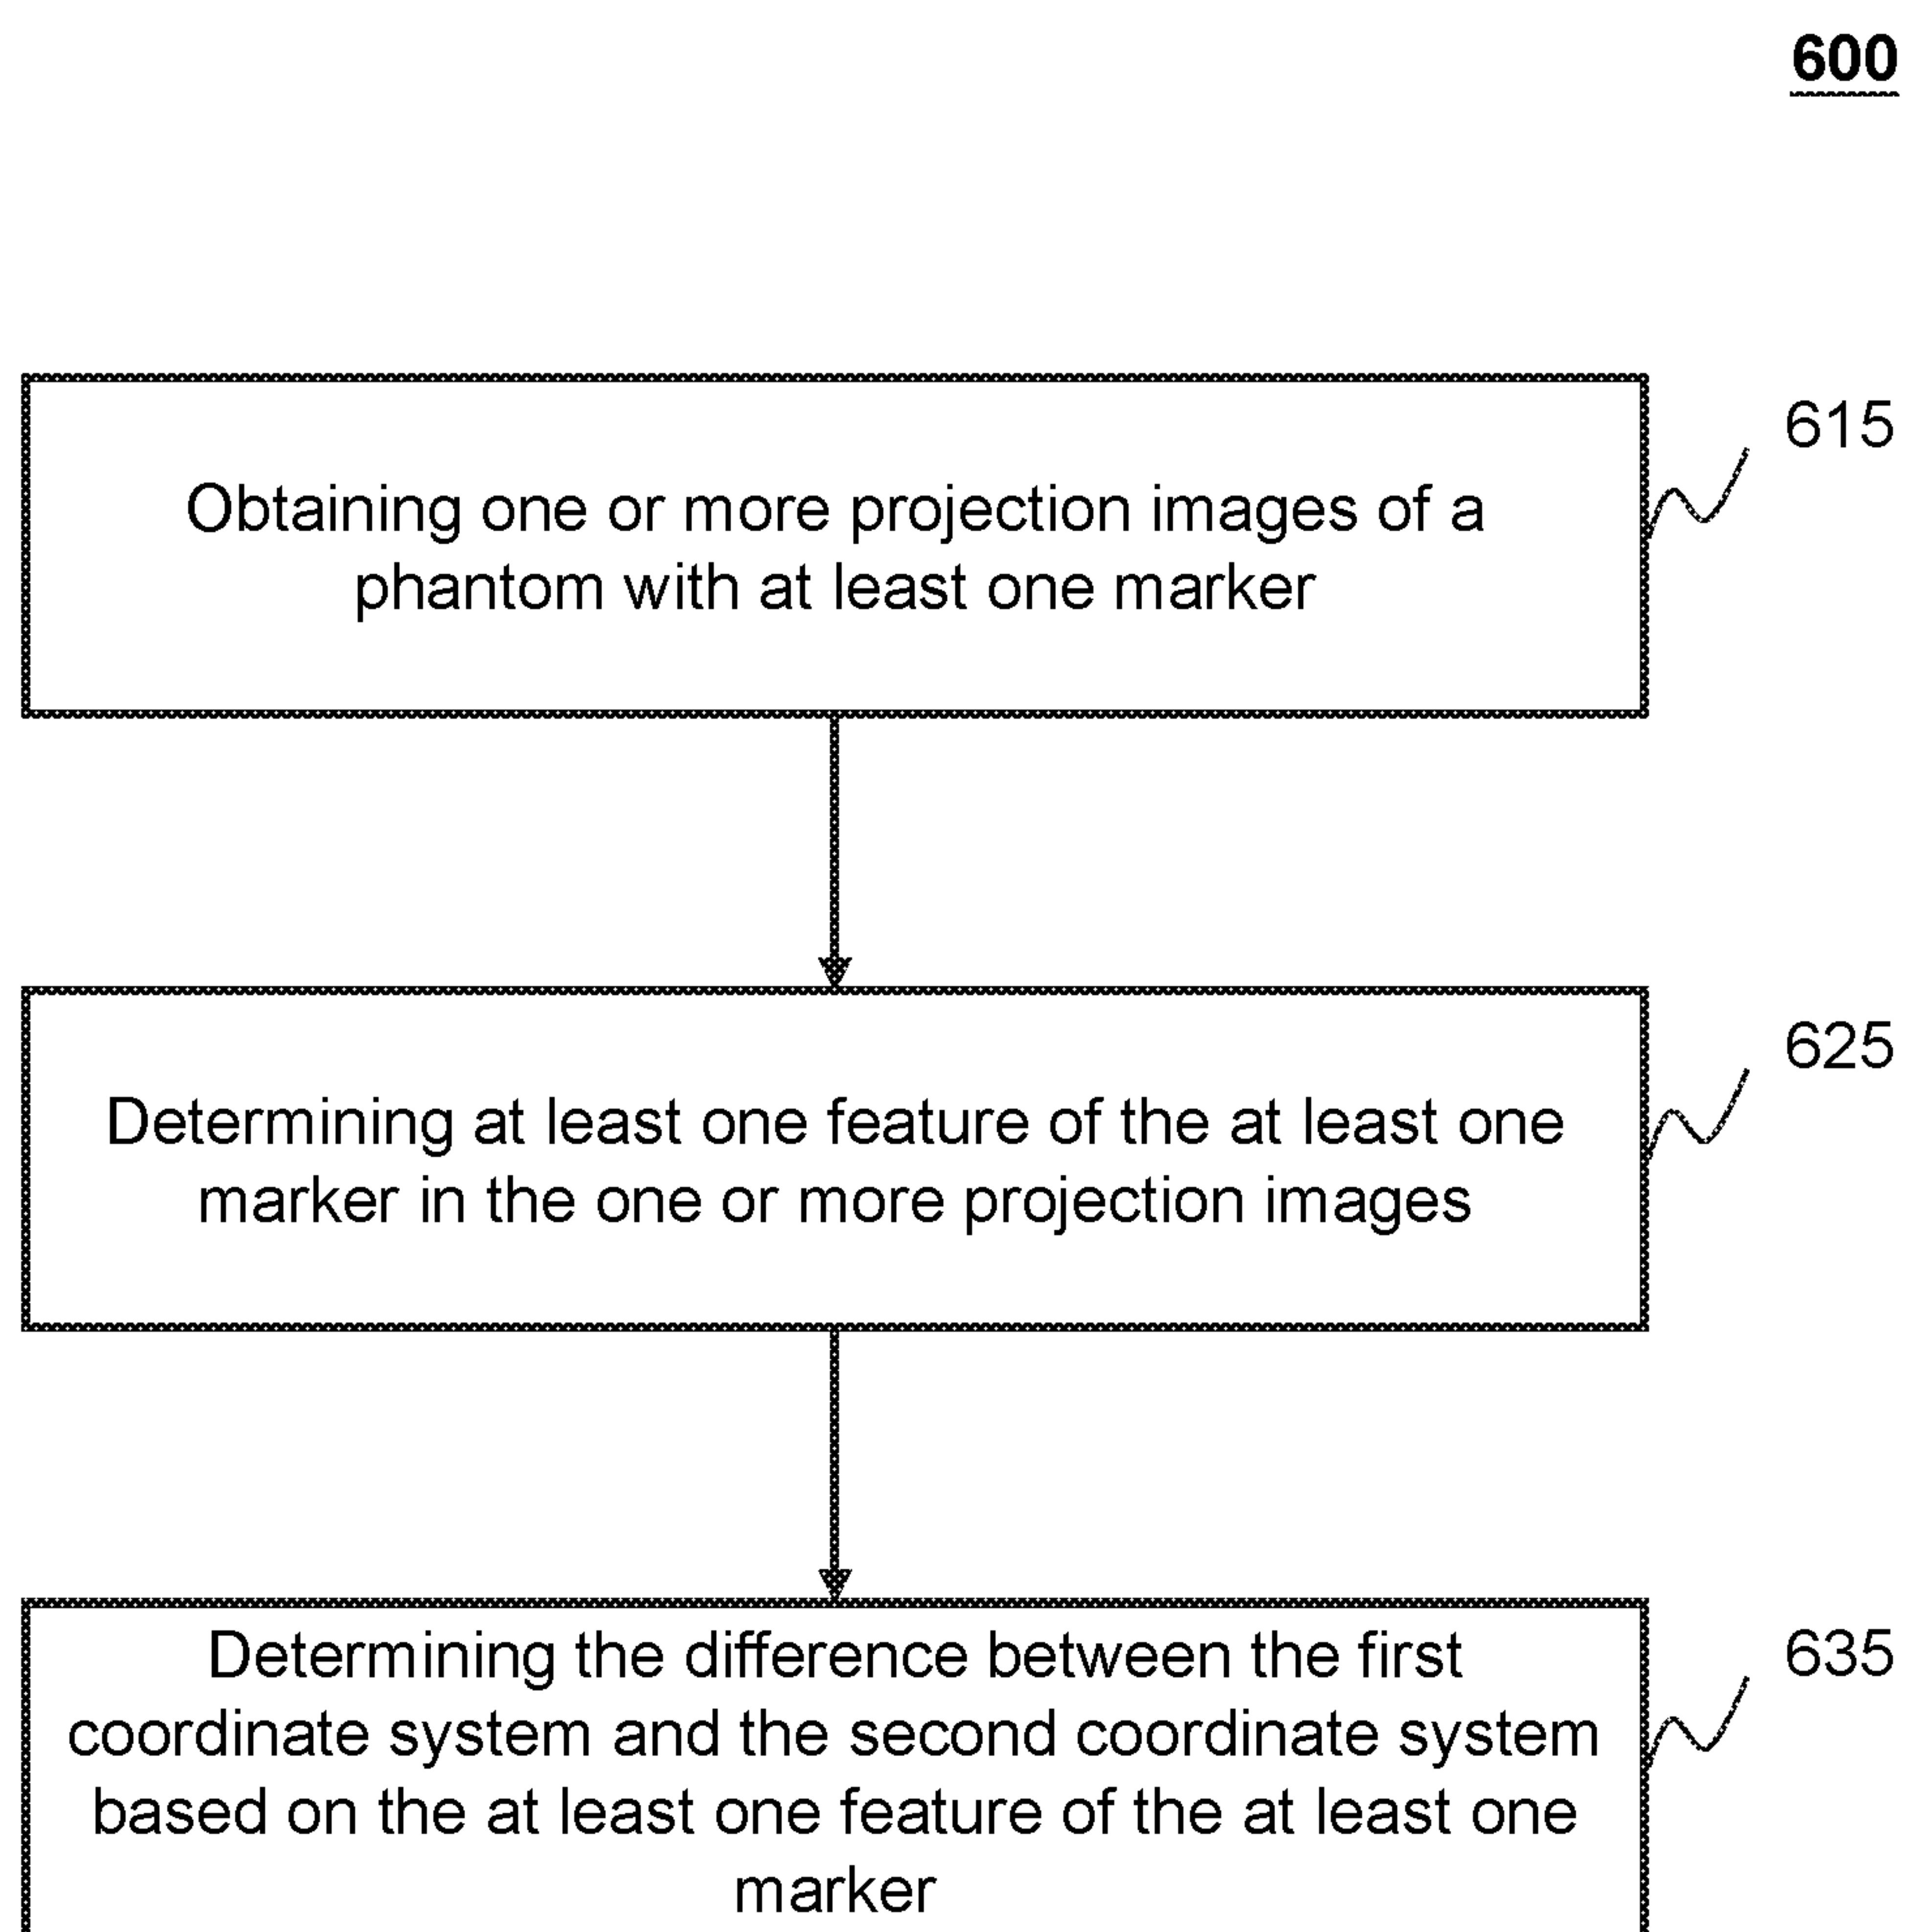 600
615
Obtaining one or more projection images of a
phantom with at least one marker
625
Determining at least one feature of the at least one
marker in the one or more projection images
635
Determining the difference between the first
coordinate system and the second coordinate system
based on the at least one feature of the at least one
marker